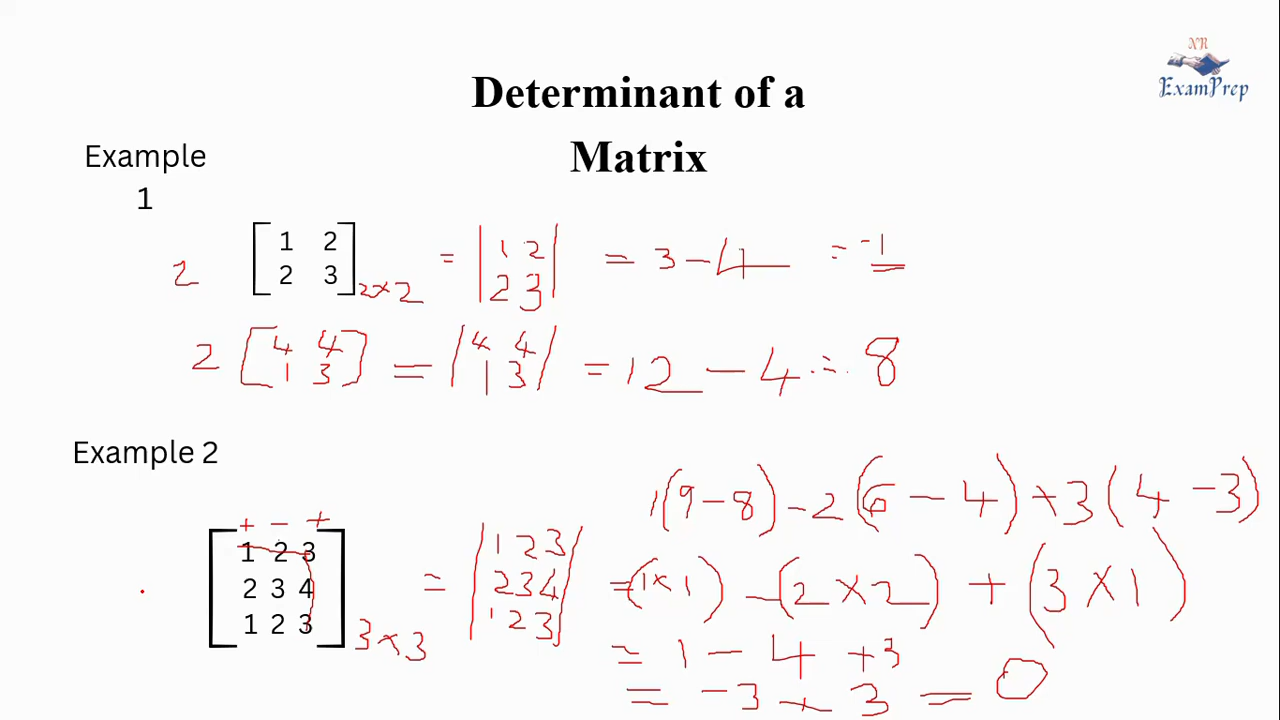 NR
ExamPrep
Determinant of a
Matrix
Example
1
2 [1 2 2 3] 2×2 = |1 2 2 3| = 3 - 4 = -1
2 [4 4 1 3] = |4 4 1 3| = 12 - 4 = 8
Example 2
1(9 - 8) - 2(6 - 4) + 3(4 - 3)
+ - +
[1 2 3 2 3 4 1 2 3] 3×3 = |1 2 3 2 3 4 1 2 3| = (1×1) - (2×2) + (3×1)
= 1 - 4 + 3
= -3 + 3 = 0